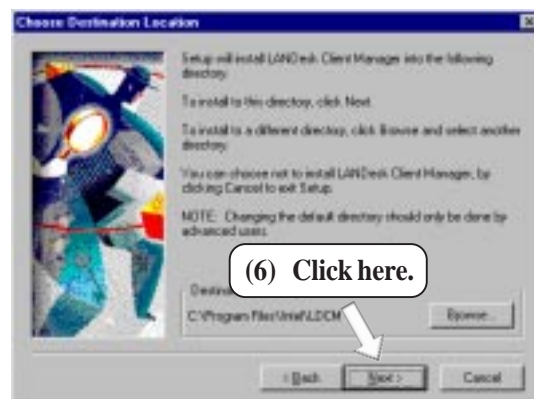 Choose Destination Location
Setup will install LANDesk Client Manager into the following
directory.
To install to this directory, click Next.
To install to a different directory, click Browse and select another
directory.
You can choose not to install LANDesk Client Manager, by
clicking Cancel to exit Setup.
NOTE: Changing the default directory should only be done by
advanced users.
(6) Click here.
C:\Program Files\Intel\LDCM
Browse...
< Back
Next >
Cancel